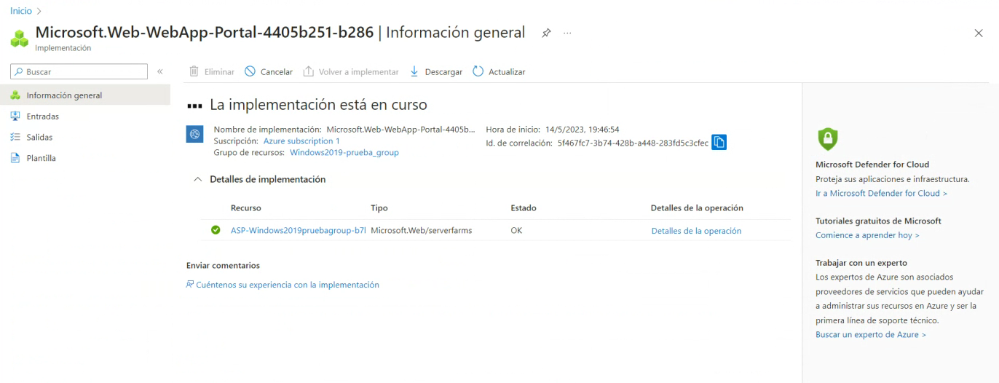 Inicio >
Microsoft.Web-WebApp-Portal-4405b251-b286 | Información general
Implementación
Buscar
Eliminar Cancelar Volver a implementar Descargar Actualizar
Información general
Entradas
Salidas
Plantilla
La implementación está en curso
Nombre de implementación: Microsoft.Web-WebApp-Portal-4405b...
Suscripción: Azure subscription 1
Grupo de recursos: Windows2019-prueba_group
Hora de inicio: 14/5/2023, 19:46:54
Id. de correlación: 5f467fc7-3b74-428b-a448-283fd5c3cfec
Detalles de implementación
Recurso Tipo Estado Detalles de la operación
ASP-Windows2019pruebagroup-b7l Microsoft.Web/serverfarms OK Detalles de la operación
Enviar comentarios
Cuéntenos su experiencia con la implementación
Microsoft Defender for Cloud
Proteja sus aplicaciones e infraestructura.
Ir a Microsoft Defender for Cloud >
Tutoriales gratuitos de Microsoft
Comience a aprender hoy >
Trabajar con un experto
Los expertos de Azure son asociados
proveedores de servicios que pueden ayudar
a administrar sus recursos en Azure y ser la
primera línea de soporte técnico.
Buscar un experto de Azure >